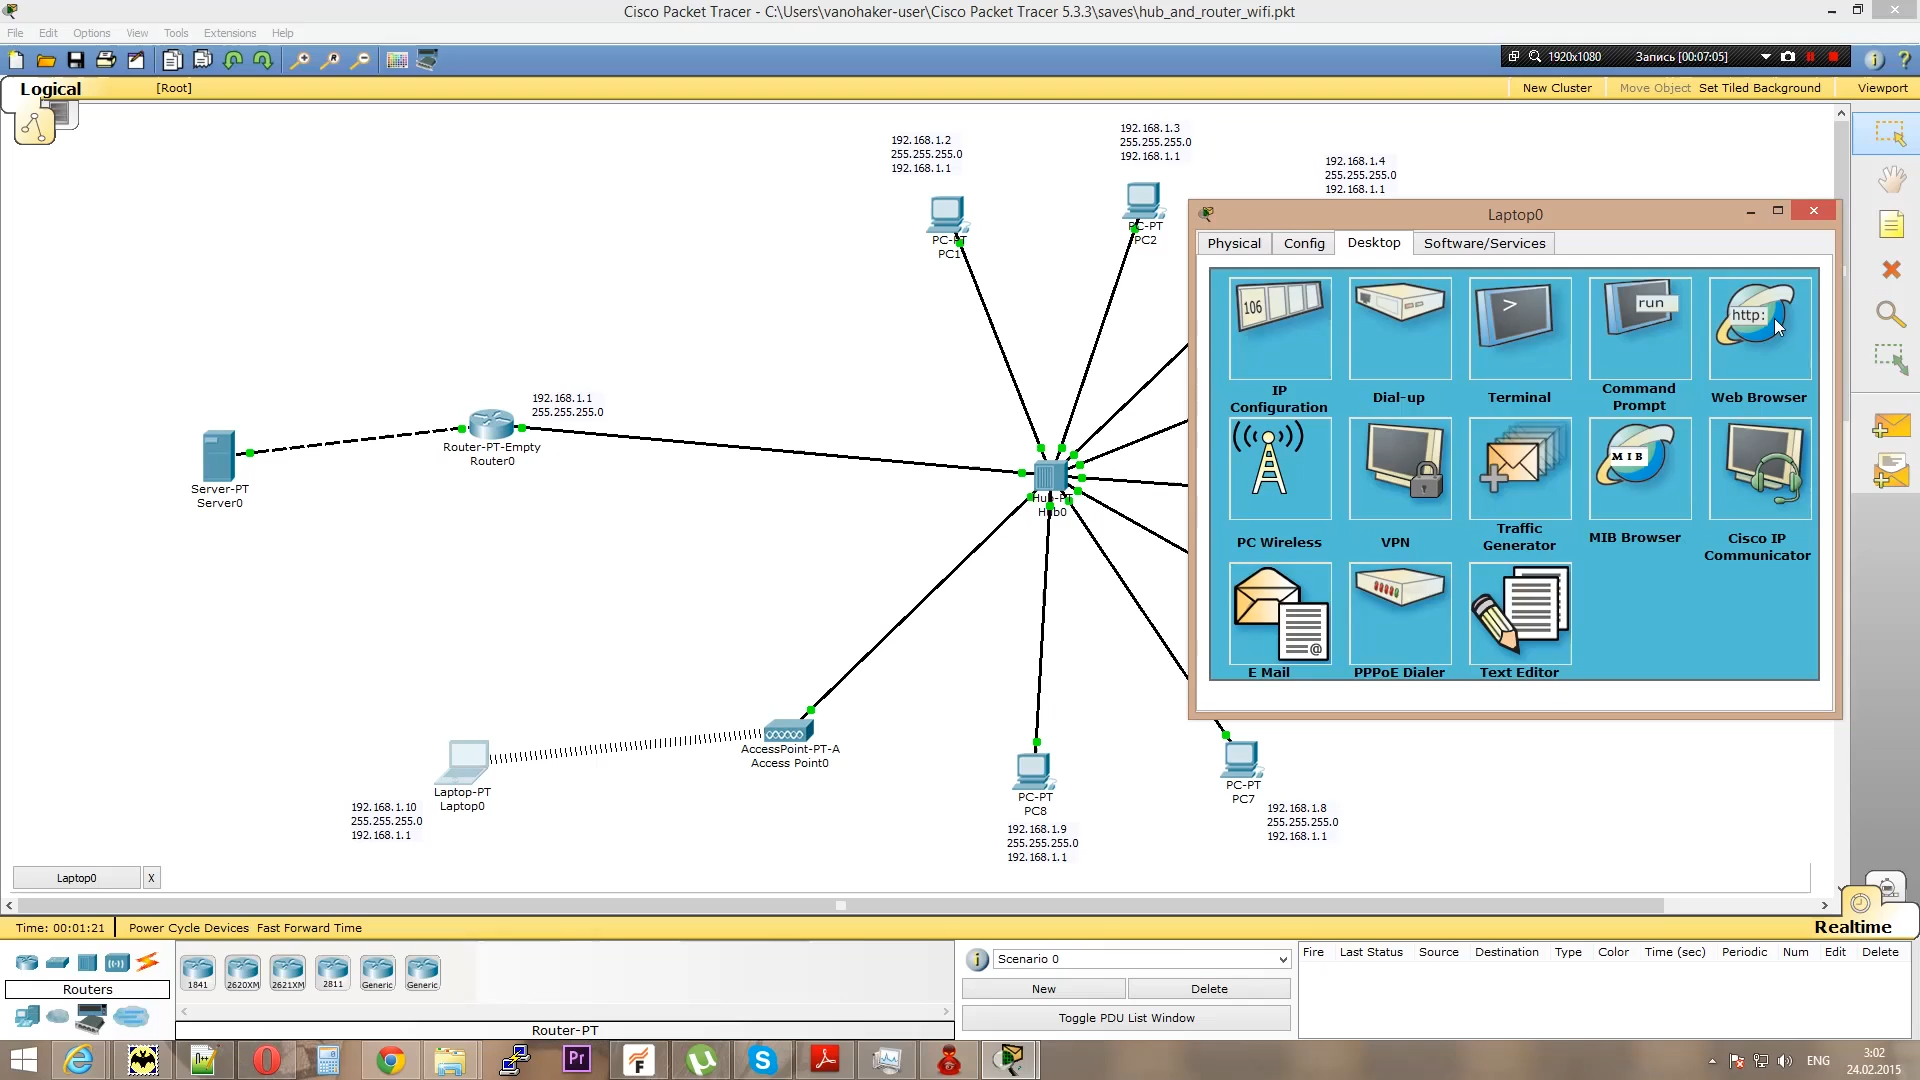 Cisco Packet Tracer - C:\Users\vanohaker-user\Cisco Packet Tracer 5.3.3\saves\hub_and_router_wifi.pkt
File Edit Options View Tools Extensions Help
1920x1080 Запись [00:07:05]
Logical
[Root]
New Cluster
Move Object
Set Tiled Background
Viewport
192.168.1.2
255.255.255.0
192.168.1.1
PC-PT
PC1
192.168.1.3
255.255.255.0
192.168.1.1
PC-PT
PC2
192.168.1.4
255.255.255.0
192.168.1.1
Laptop0
Physical
Config
Desktop
Software/Services
106
>
run
http:
IP
Configuration
Dial-up
Terminal
Command
Prompt
Web Browser
MIB
PC Wireless
VPN
Traffic
Generator
MIB Browser
Cisco IP
Communicator
@
E Mail
PPPoE Dialer
Text Editor
192.168.1.1
255.255.255.0
Router-PT-Empty
Router0
Server-PT
Server0
Hub-PT
Hub0
AccessPoint-PT-A
Access Point0
Laptop-PT
Laptop0
192.168.1.10
255.255.255.0
192.168.1.1
PC-PT
PC8
192.168.1.9
255.255.255.0
192.168.1.1
PC-PT
PC7
192.168.1.8
255.255.255.0
192.168.1.1
Laptop0 X
Time: 00:01:21
Power Cycle Devices Fast Forward Time
Realtime
Routers
1841 2620XM 2621XM 2811 Generic Generic
Router-PT
Scenario 0
New
Delete
Toggle PDU List Window
Fire Last Status Source Destination Type Color Time (sec) Periodic Num Edit Delete
Pr
ENG
3:02
24.02.2015